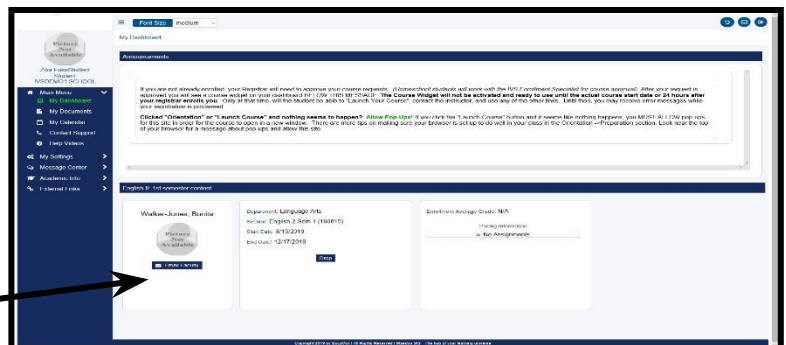 Font Size medium
My Dashboard
Picture
Not
Available
Student
Main Menu
My Dashboard
My Documents
My Calendar
Contact Support
Help Videos
My Settings
Message Center
Academic Info
External Links
Announcements
If you are not already enrolled, your Registrar will need to approve your course requests. (Homeschool students will work with the IVS Enrollment Specialist for course approval) After your request is
approved you will see a course widget on your dashboard BELOW THIS MESSAGE. The Course Widget will not be activated and ready to use until the actual course start date or 24 hours after
your registrar enrolls you. Only at that time, will the student be able to "Launch Your Course", contact the instructor, and use any of the other links. Until then, you may receive error messages while
your registration is processed
Clicked "Orientation" or "Launch Course" and nothing seems to happen? Allow Pop-Ups! If you click the "Launch Course" button and it seems like nothing happens, you MUST ALLOW pop ups
for this site in order for the course to open in a new window. There are more tips on making sure your browser is set up to do well in your class in the Orientation -->Preparation section. Look near the top
of your browser for a message about pop ups and allow this site
English II: 1st semester content
Walker-Jones, Bonita
Picture
Not
Available
Email Faculty
Department: Language Arts
Section: English 2 Sem 1 (160815)
Start Date: 8/15/2019
End Date: 12/17/2019
Drop
Enrollment Average Grade: N/A
Pacing Information
No Assignments